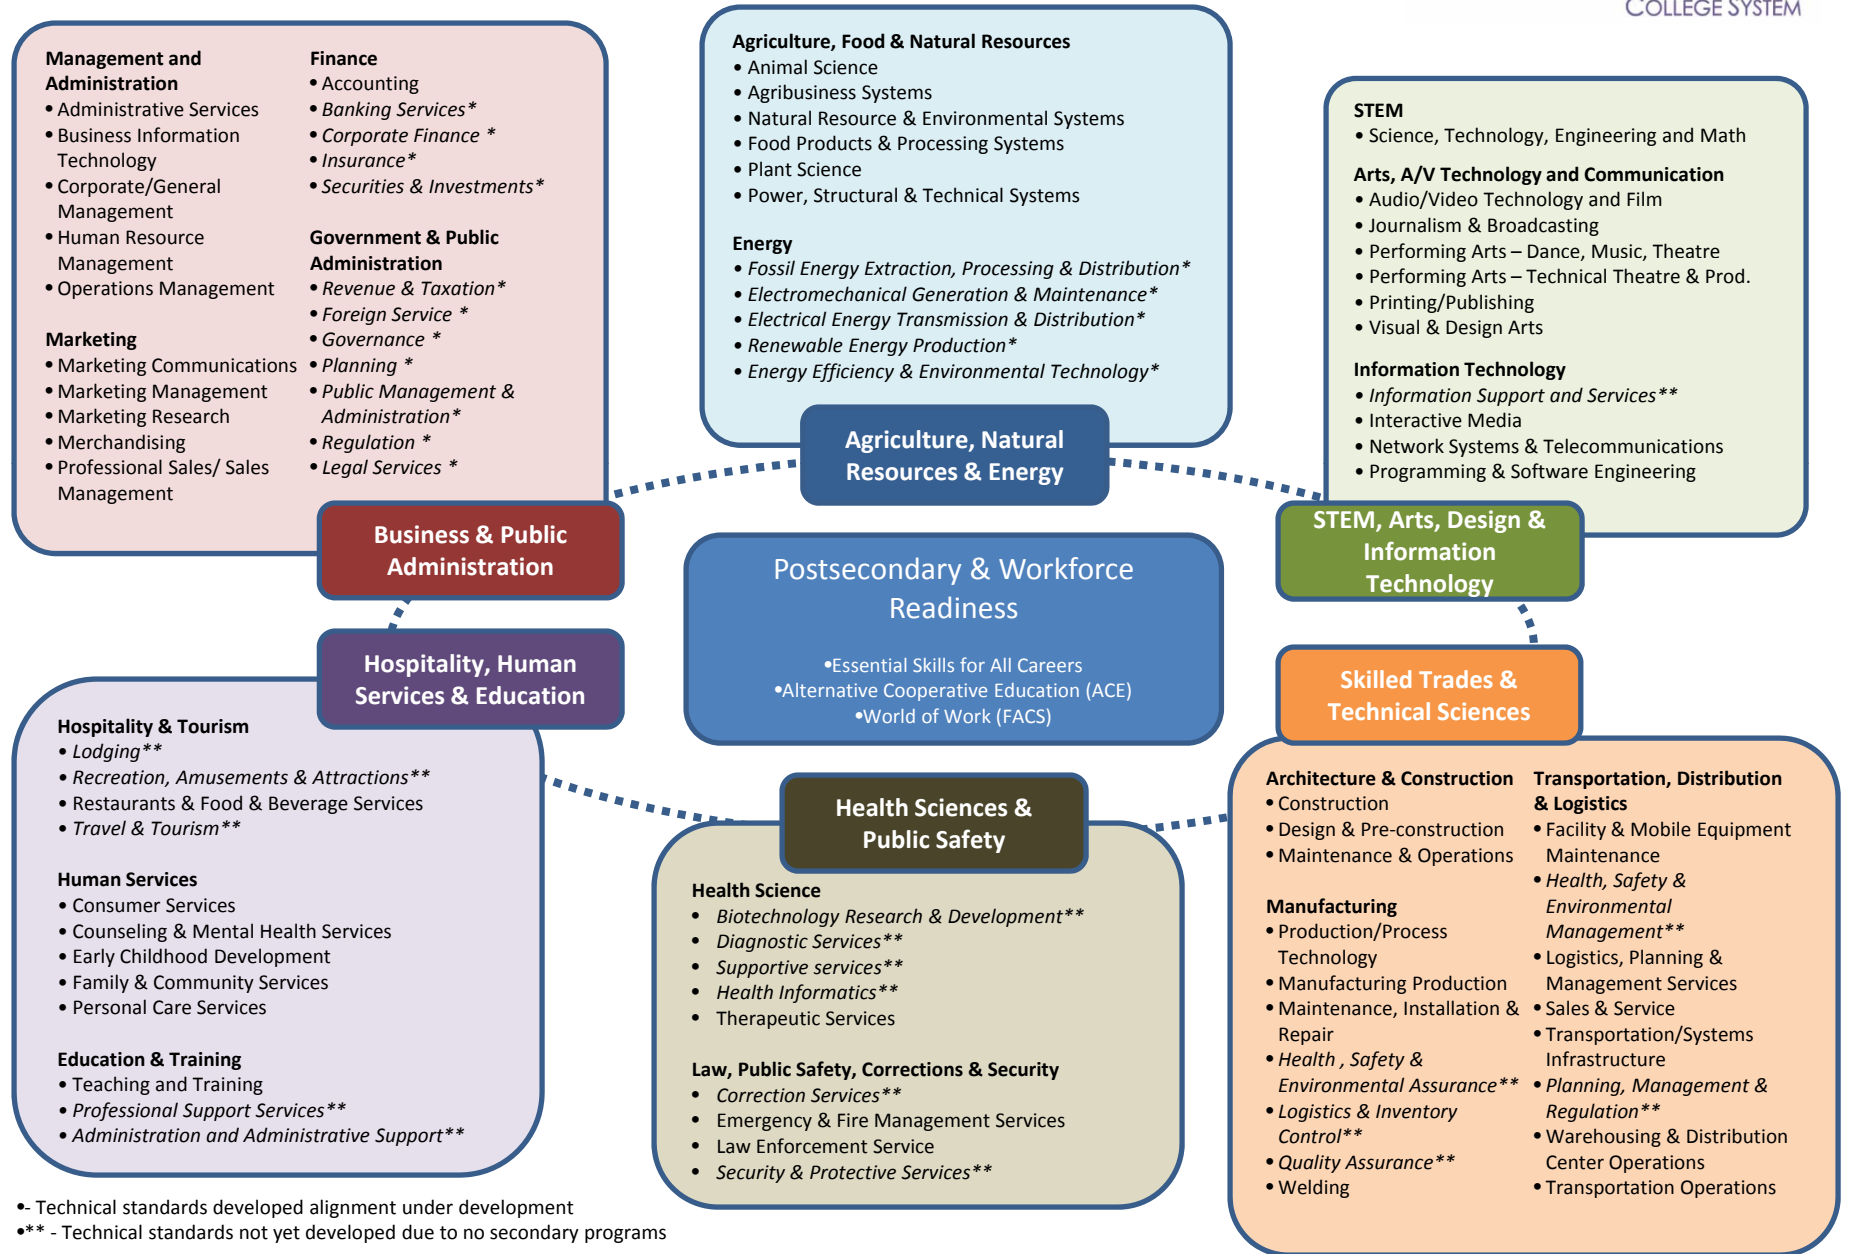 COLLEGE SYSTEM
Management and
Administration
• Administrative Services
• Business Information
Technology
• Corporate/General
Management
• Human Resource
Management
• Operations Management
Marketing
• Marketing Communications
• Marketing Management
• Marketing Research
• Merchandising
• Professional Sales/ Sales
Management
Finance
• Accounting
• Banking Services*
• Corporate Finance *
• Insurance*
• Securities & Investments*
Government & Public
Administration
• Revenue & Taxation*
• Foreign Service *
• Governance *
• Planning *
• Public Management &
Administration*
• Regulation *
• Legal Services *
Business & Public
Administration
Agriculture, Food & Natural Resources
• Animal Science
• Agribusiness Systems
• Natural Resource & Environmental Systems
• Food Products & Processing Systems
• Plant Science
• Power, Structural & Technical Systems
Energy
• Fossil Energy Extraction, Processing & Distribution*
• Electromechanical Generation & Maintenance*
• Electrical Energy Transmission & Distribution*
• Renewable Energy Production*
• Energy Efficiency & Environmental Technology*
Agriculture, Natural
Resources & Energy
STEM
• Science, Technology, Engineering and Math
Arts, A/V Technology and Communication
• Audio/Video Technology and Film
• Journalism & Broadcasting
• Performing Arts – Dance, Music, Theatre
• Performing Arts – Technical Theatre & Prod.
• Printing/Publishing
• Visual & Design Arts
Information Technology
• Information Support and Services**
• Interactive Media
• Network Systems & Telecommunications
• Programming & Software Engineering
STEM, Arts, Design &
Information
Technology
Postsecondary & Workforce
Readiness
•Essential Skills for All Careers
•Alternative Cooperative Education (ACE)
•World of Work (FACS)
Hospitality, Human
Services & Education
Hospitality & Tourism
• Lodging**
• Recreation, Amusements & Attractions**
• Restaurants & Food & Beverage Services
• Travel & Tourism**
Human Services
• Consumer Services
• Counseling & Mental Health Services
• Early Childhood Development
• Family & Community Services
• Personal Care Services
Education & Training
• Teaching and Training
• Professional Support Services**
• Administration and Administrative Support**
Health Sciences &
Public Safety
Health Science
• Biotechnology Research & Development**
• Diagnostic Services**
• Supportive services**
• Health Informatics**
• Therapeutic Services
Law, Public Safety, Corrections & Security
• Correction Services**
• Emergency & Fire Management Services
• Law Enforcement Service
• Security & Protective Services**
Skilled Trades &
Technical Sciences
Architecture & Construction
• Construction
• Design & Pre-construction
• Maintenance & Operations
Manufacturing
• Production/Process
Technology
• Manufacturing Production
• Maintenance, Installation &
Repair
• Health , Safety &
Environmental Assurance**
• Logistics & Inventory
Control**
• Quality Assurance**
• Welding
Transportation, Distribution
& Logistics
• Facility & Mobile Equipment
Maintenance
• Health, Safety &
Environmental
Management**
• Logistics, Planning &
Management Services
• Sales & Service
• Transportation/Systems
Infrastructure
• Planning, Management &
Regulation**
• Warehousing & Distribution
Center Operations
• Transportation Operations
•- Technical standards developed alignment under development
•** - Technical standards not yet developed due to no secondary programs